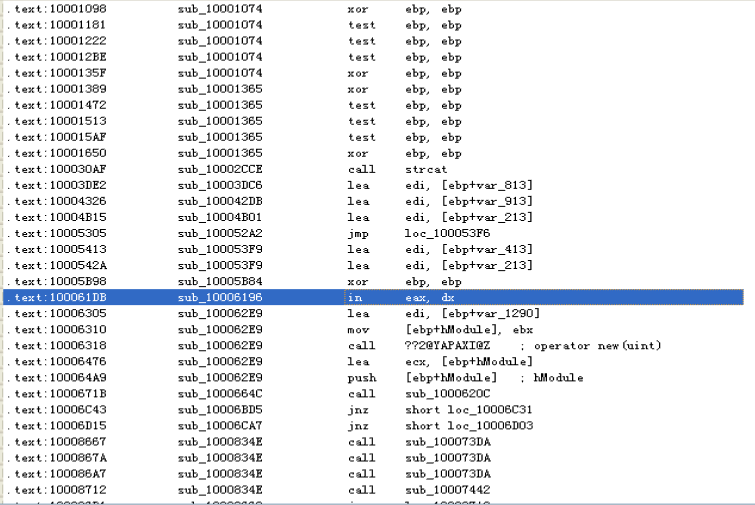 .text:10001098 sub_10001074 xor ebp, ebp
.text:10001181 sub_10001074 test ebp, ebp
.text:10001222 sub_10001074 test ebp, ebp
.text:100012BE sub_10001074 test ebp, ebp
.text:1000135F sub_10001074 xor ebp, ebp
.text:10001389 sub_10001365 xor ebp, ebp
.text:10001472 sub_10001365 test ebp, ebp
.text:10001513 sub_10001365 test ebp, ebp
.text:100015AF sub_10001365 test ebp, ebp
.text:10001650 sub_10001365 xor ebp, ebp
.text:100030AF sub_10002CCE call strcat
.text:10003DE2 sub_10003DC6 lea edi, [ebp+var_813]
.text:10004326 sub_100042DB lea edi, [ebp+var_913]
.text:10004B15 sub_10004B01 lea edi, [ebp+var_213]
.text:10005305 sub_100052A2 jmp loc_100053F6
.text:10005413 sub_100053F9 lea edi, [ebp+var_413]
.text:1000542A sub_100053F9 lea edi, [ebp+var_213]
.text:10005B98 sub_10005B84 xor ebp, ebp
.text:100061DB sub_10006196 in eax, dx
.text:10006305 sub_100062E9 lea edi, [ebp+var_1290]
.text:10006310 sub_100062E9 mov [ebp+hModule], ebx
.text:10006318 sub_100062E9 call ??2@YAPAXI@Z ; operator new(uint)
.text:10006476 sub_100062E9 lea ecx, [ebp+hModule]
.text:100064A9 sub_100062E9 push [ebp+hModule] ; hModule
.text:1000671B sub_1000664C call sub_1000620C
.text:10006C43 sub_10006BD5 jnz short loc_10006C31
.text:10006D15 sub_10006CA7 jnz short loc_10006D03
.text:10008667 sub_1000834E call sub_100073DA
.text:1000867A sub_1000834E call sub_100073DA
.text:100086A7 sub_1000834E call sub_100073DA
.text:10008712 sub_1000834E call sub_10007442